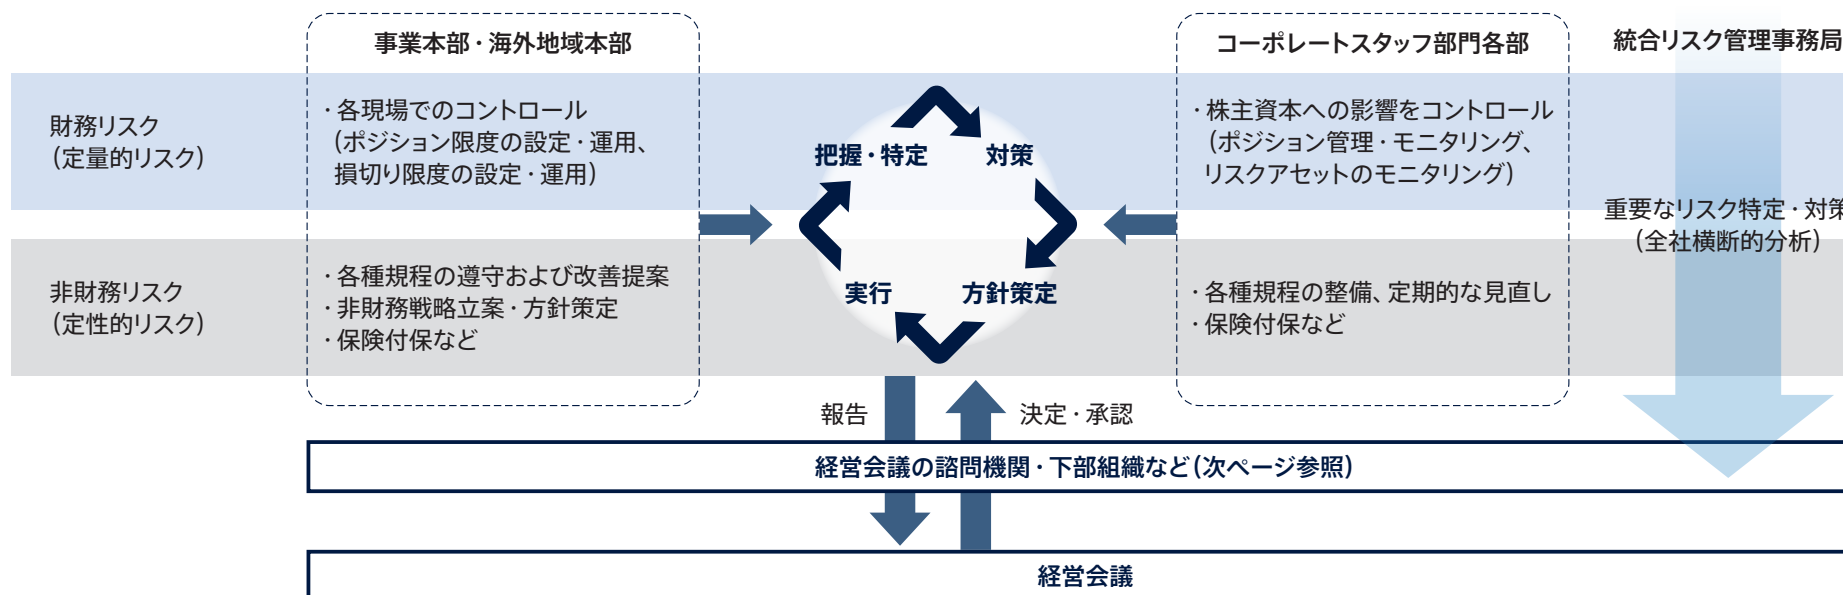 事業本部・海外地域本部
コーポレートスタッフ部門各部
統合リスク管理事務局
財務リスク
(定量的リスク)
・各現場でのコントロール
(ポジション限度の設定・運用、
損切り限度の設定・運用)
把握・特定
対策
・株主資本への影響をコントロール
(ポジション管理・モニタリング、
リスクアセットのモニタリング)
重要なリスク特定・対策
(全社横断的分析)
非財務リスク
(定性的リスク)
・各種規程の遵守および改善提案
・非財務戦略立案・方針策定
・保険付保など
実行
方針策定
・各種規程の整備、定期的な見直し
・保険付保など
報告
決定・承認
経営会議の諮問機関・下部組織など(次ページ参照)
経営会議